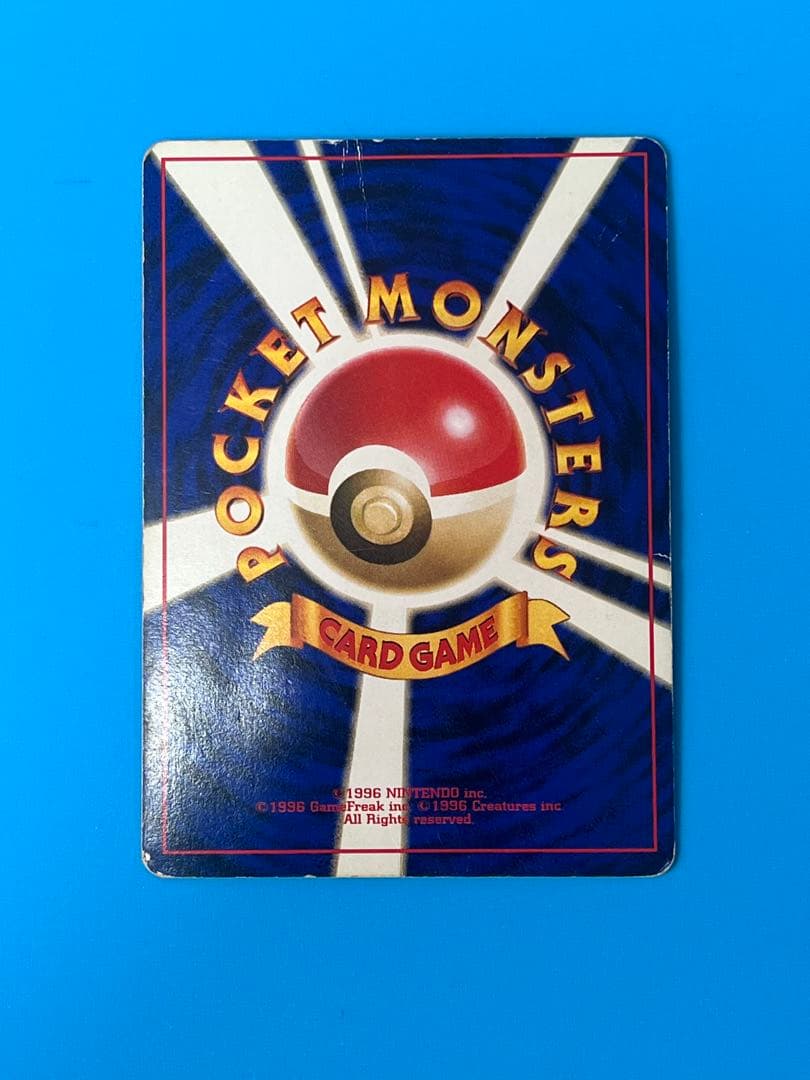 POCKET MONSTERS
CARD GAME
©1996 NINTENDO inc.
©1996 GameFreak inc. ©1996 Creatures inc.
All Rights reserved.